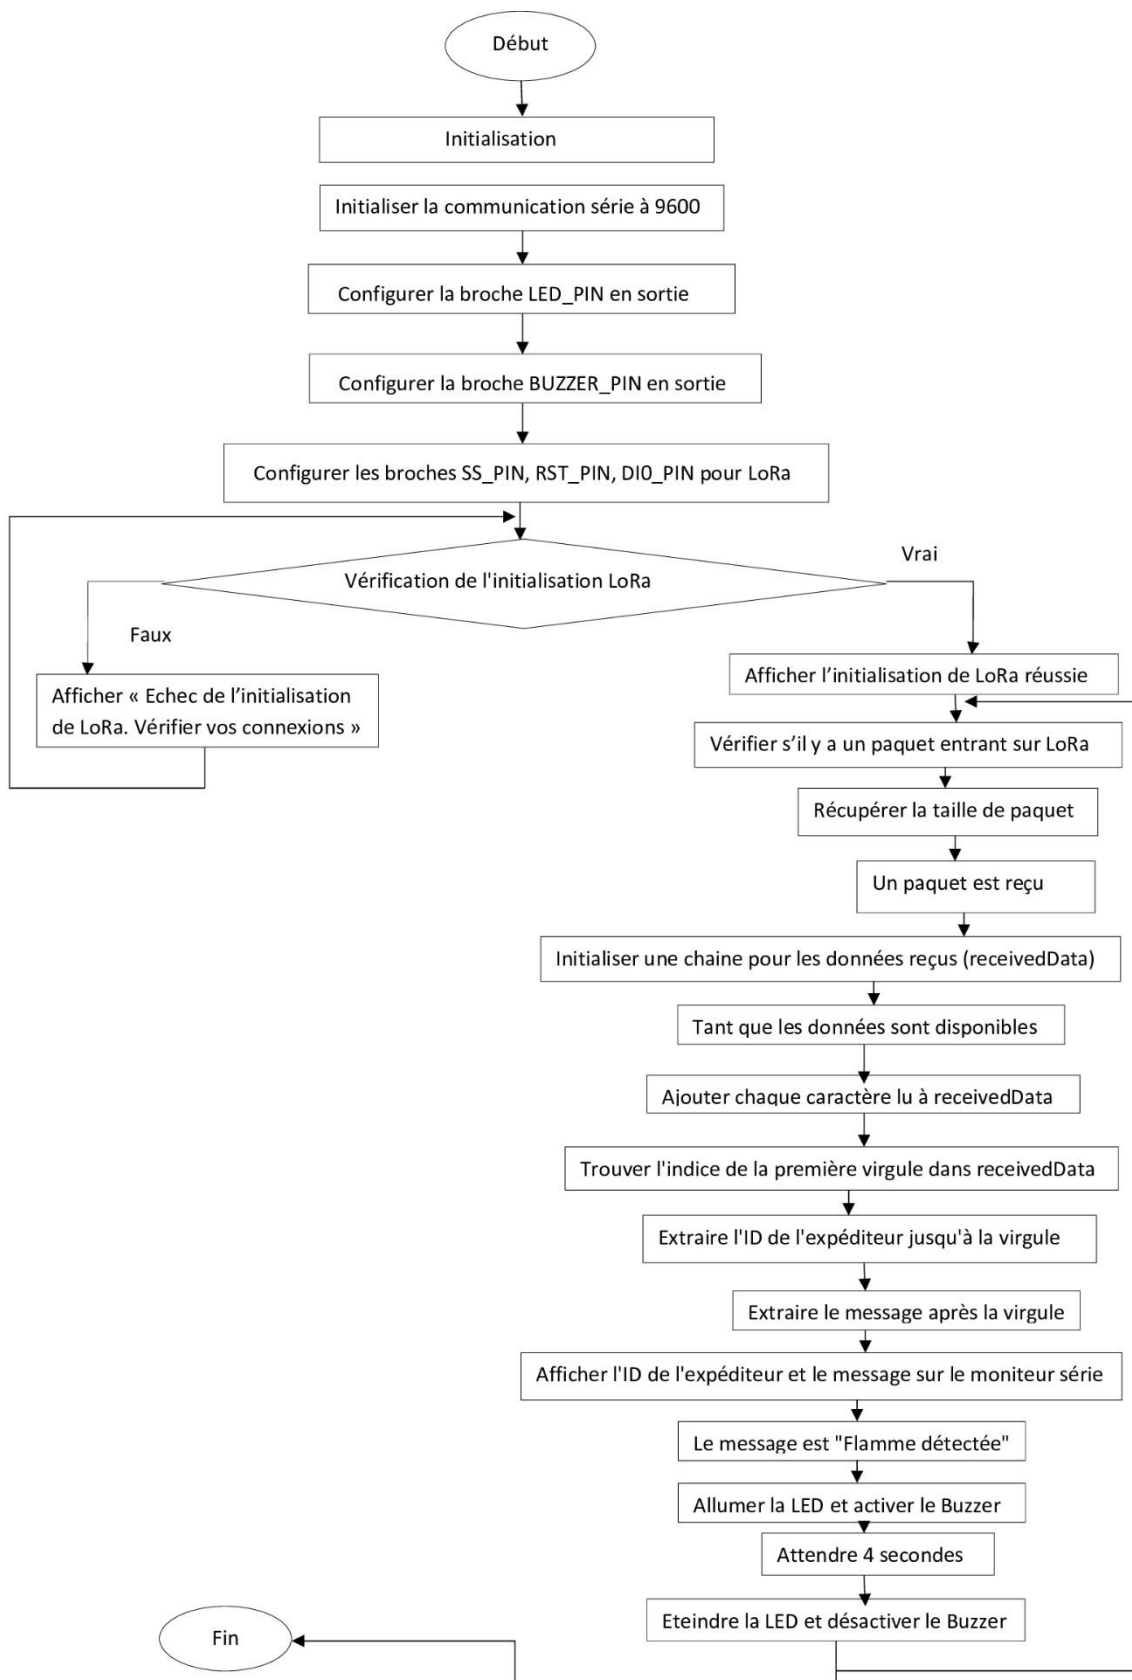 Début
Initialisation
Initialiser la communication série à 9600
Configurer la broche LED_PIN en sortie
Configurer la broche BUZZER_PIN en sortie
Configurer les broches SS_PIN, RST_PIN, DI0_PIN pour LoRa
Vérification de l'initialisation LoRa
Vrai
Faux
Afficher « Echec de l’initialisation
de LoRa. Vérifier vos connexions »
Afficher l’initialisation de LoRa réussie
Vérifier s’il y a un paquet entrant sur LoRa
Récupérer la taille de paquet
Un paquet est reçu
Initialiser une chaine pour les données reçus (receivedData)
Tant que les données sont disponibles
Ajouter chaque caractère lu à receivedData
Trouver l'indice de la première virgule dans receivedData
Extraire l'ID de l'expéditeur jusqu'à la virgule
Extraire le message après la virgule
Afficher l'ID de l'expéditeur et le message sur le moniteur série
Le message est "Flamme détectée"
Allumer la LED et activer le Buzzer
Attendre 4 secondes
Eteindre la LED et désactiver le Buzzer
Fin